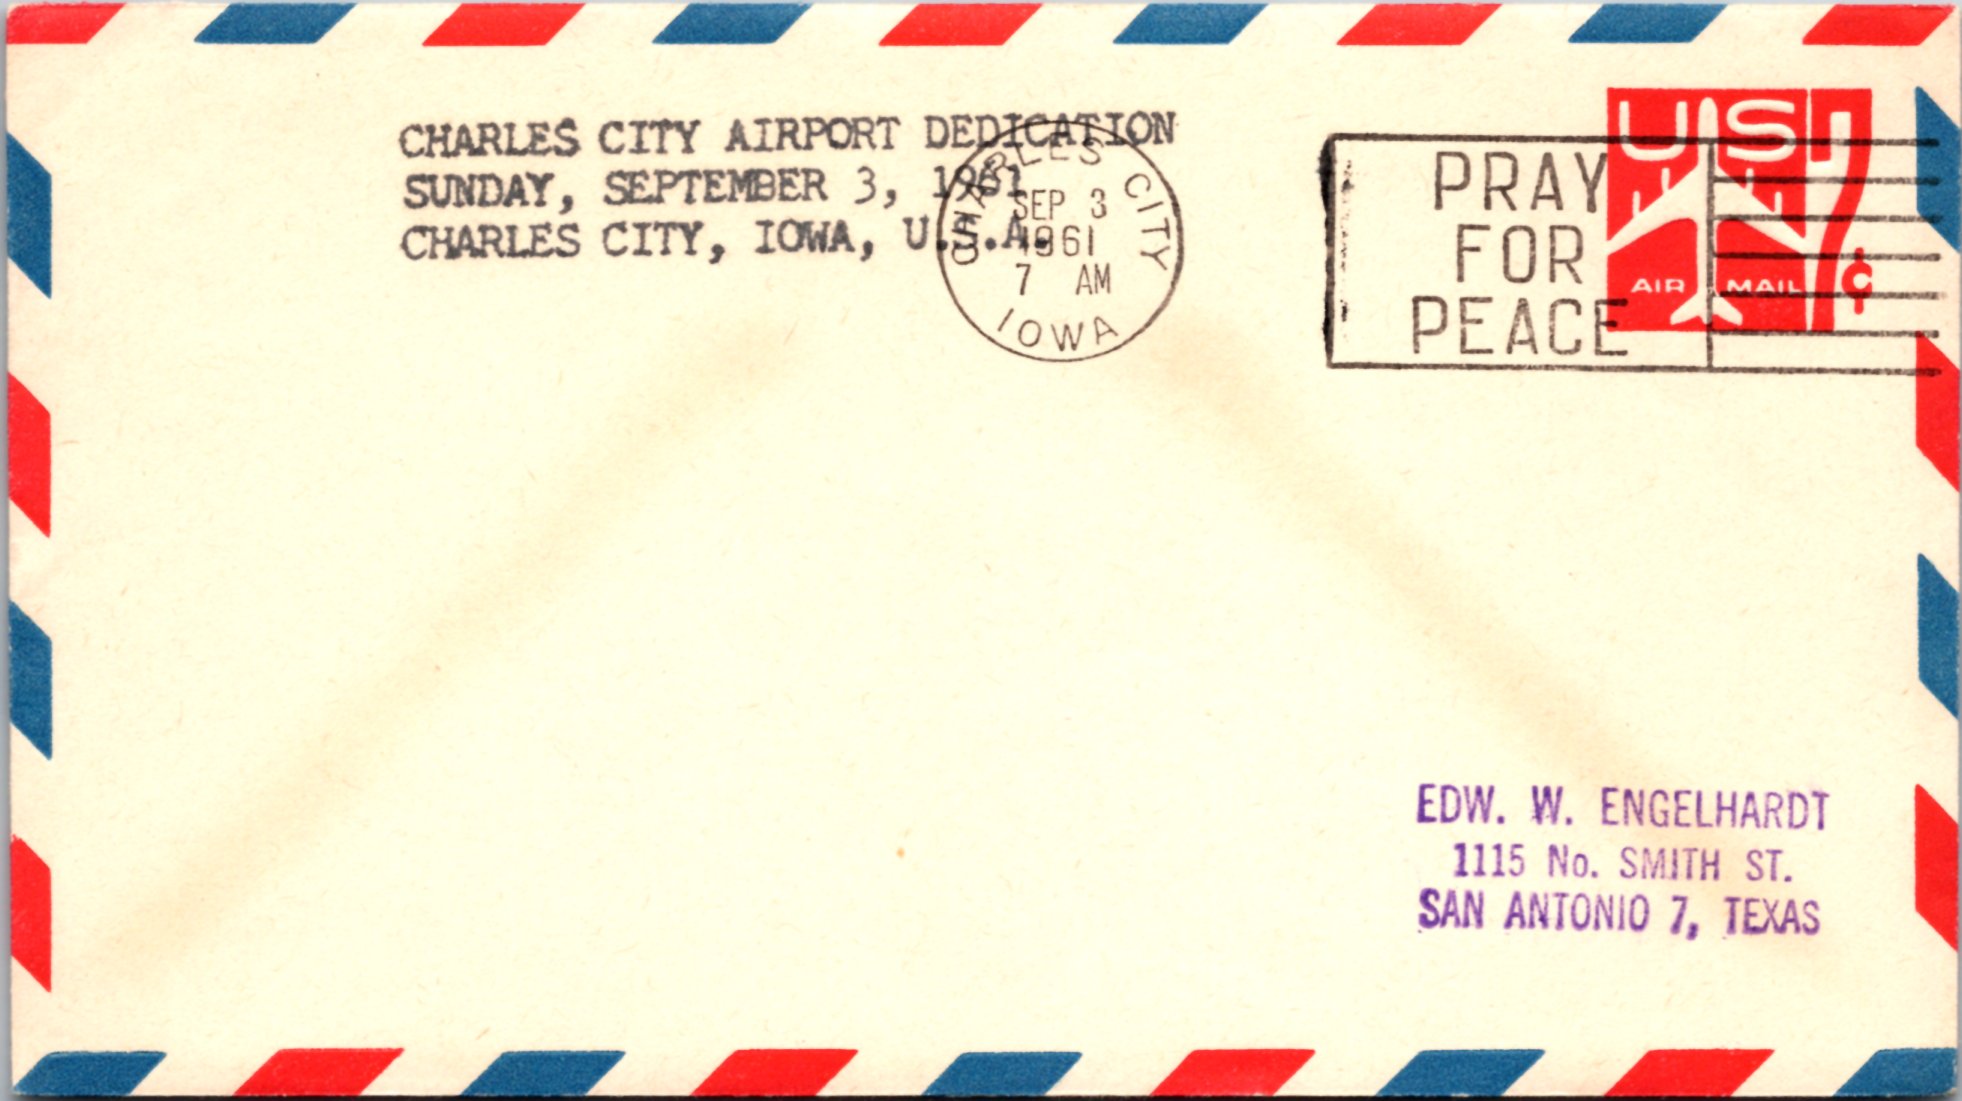 CHARLES CITY AIRPORT DEDICATION
SUNDAY, SEPTEMBER 3, 1961
CHARLES CITY, IOWA, U.S.A.
CHARLES CITY
SEP 3
1961
7 AM
IOWA
PRAY
FOR
PEACE
US 7¢
AIR MAIL
EDW. W. ENGELHARDT
1115 No. SMITH ST.
SAN ANTONIO 7, TEXAS